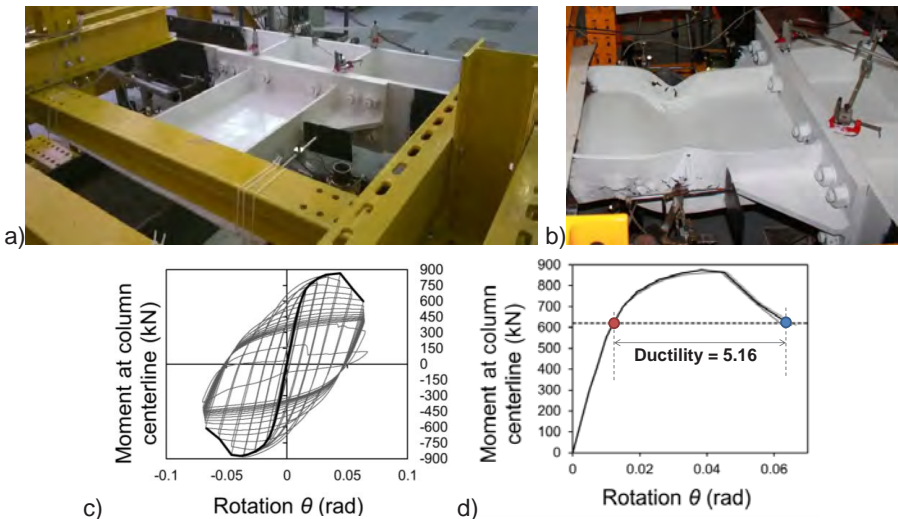 a)
b)
Moment at column
centerline (kN)
900
750
600
450
300
150
0
-150
-300
-450
-600
-750
-900
-0.1
-0.05
0
0.05
0.1
Rotation θ (rad)
c)
Moment at column
centerline (kN)
900
800
700
600
500
400
300
200
100
0
Ductility = 5.16
0
0.02
0.04
0.06
Rotation θ (rad)
d)